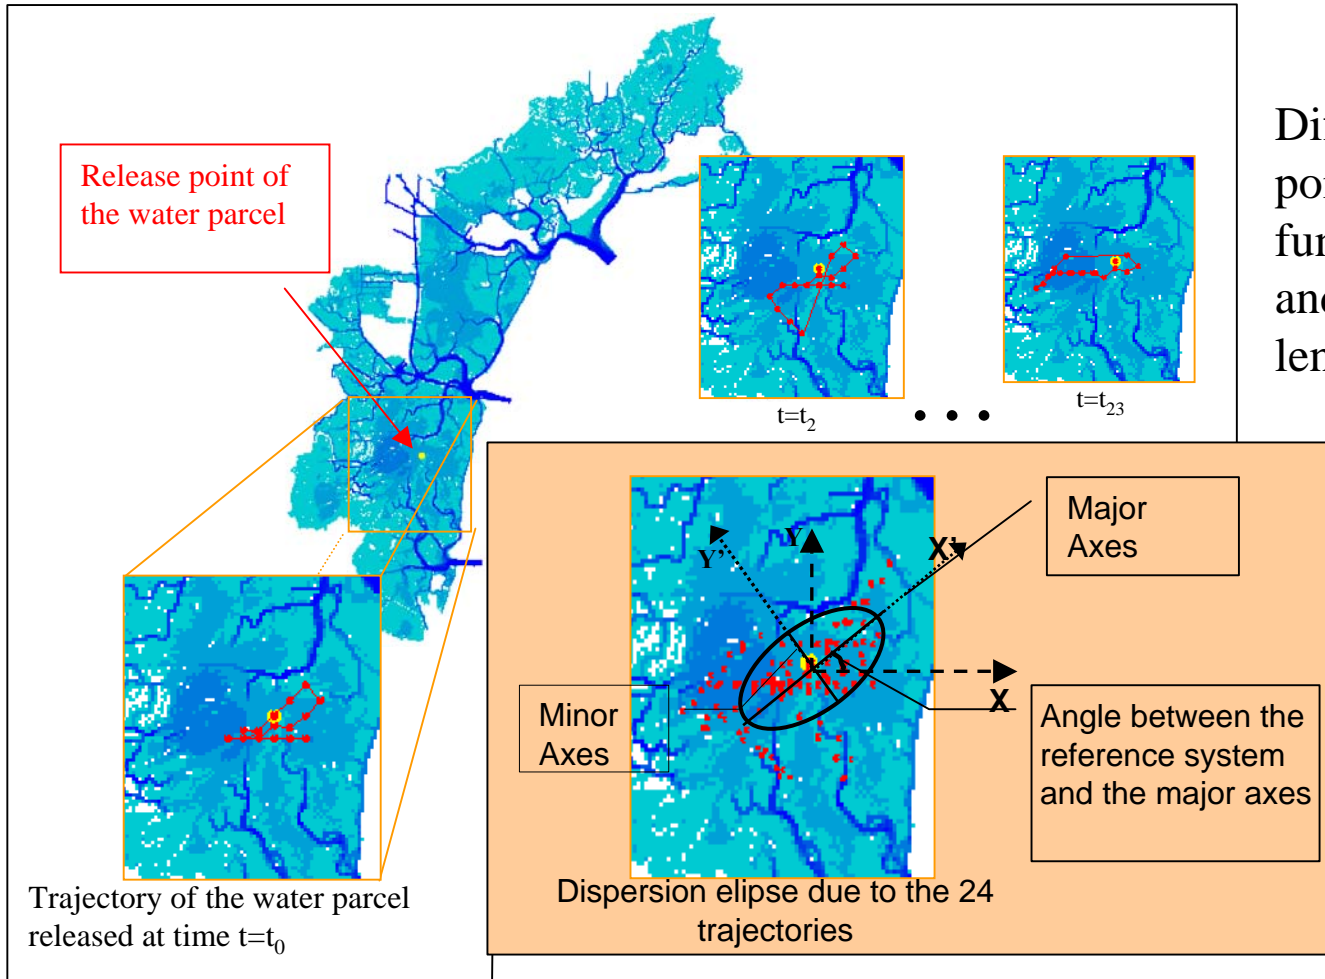 Release point of
the water parcel
t=t2
• • •
t=t23
Major
Axes
Y
Y’
X’
X
Minor
Axes
Angle between the
reference system
and the major axes
Dispersion elipse due to the 24
trajectories
Trajectory of the water parcel
released at time t=t0